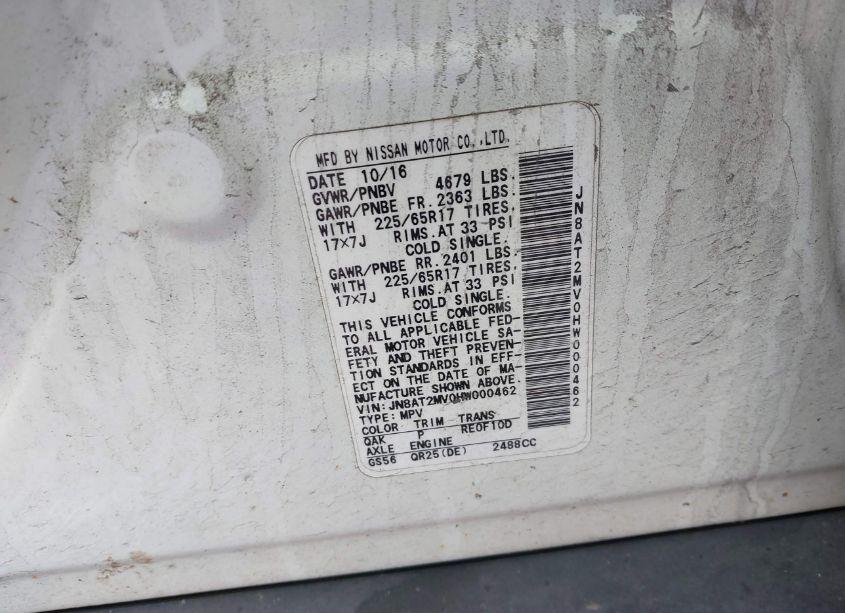 MFD BY NISSAN MOTOR CO.,LTD.
DATE 10/16
GVWR/PNBV 4679 LBS.
GAWR/PNBE FR. 2363 LBS.
WITH 225/65R17 TIRES,
17×7J RIMS.AT 33 PSI
COLD SINGLE.
GAWR/PNBE RR. 2401 LBS.
WITH 225/65R17 TIRES,
17×7J RIMS.AT 33 PSI
COLD SINGLE.
THIS VEHICLE CONFORMS
TO ALL APPLICABLE FED-
ERAL MOTOR VEHICLE SA-
FETY AND THEFT PREVEN-
TION STANDARDS IN EFF-
ECT ON THE DATE OF MA-
NUFACTURE SHOWN ABOVE.
VIN: JN8AT2MV0HW000462
TYPE: MPV
COLOR TRIM TRANS
QAK P RE0F10D
AXLE ENGINE
GS56 QR25(DE) 2488CC
JN8AT2MV0HW000462